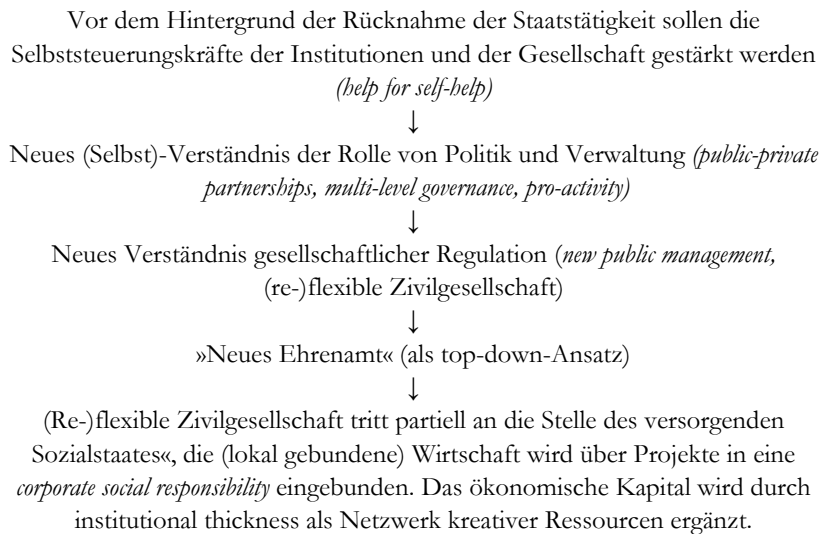 Vor dem Hintergrund der Rücknahme der Staatstätigkeit sollen die
Selbststeuerungskräfte der Institutionen und der Gesellschaft gestärkt werden
(help for self-help)
↓
Neues (Selbst)-Verständnis der Rolle von Politik und Verwaltung (public-private
partnerships, multi-level governance, pro-activity)
↓
Neues Verständnis gesellschaftlicher Regulation (new public management,
(re-)flexible Zivilgesellschaft)
↓
»Neues Ehrenamt« (als top-down-Ansatz)
↓
(Re-)flexible Zivilgesellschaft tritt partiell an die Stelle des versorgenden
Sozialstaates«, die (lokal gebundene) Wirtschaft wird über Projekte in eine
corporate social responsibility eingebunden. Das ökonomische Kapital wird durch
institutional thickness als Netzwerk kreativer Ressourcen ergänzt.